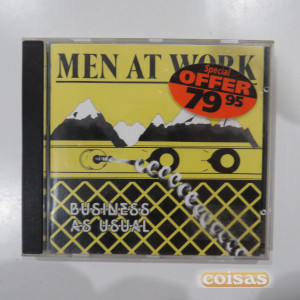 MEN AT WORK
Special
OFFER
79 95
BUSINESS
AS USUAL
coisas